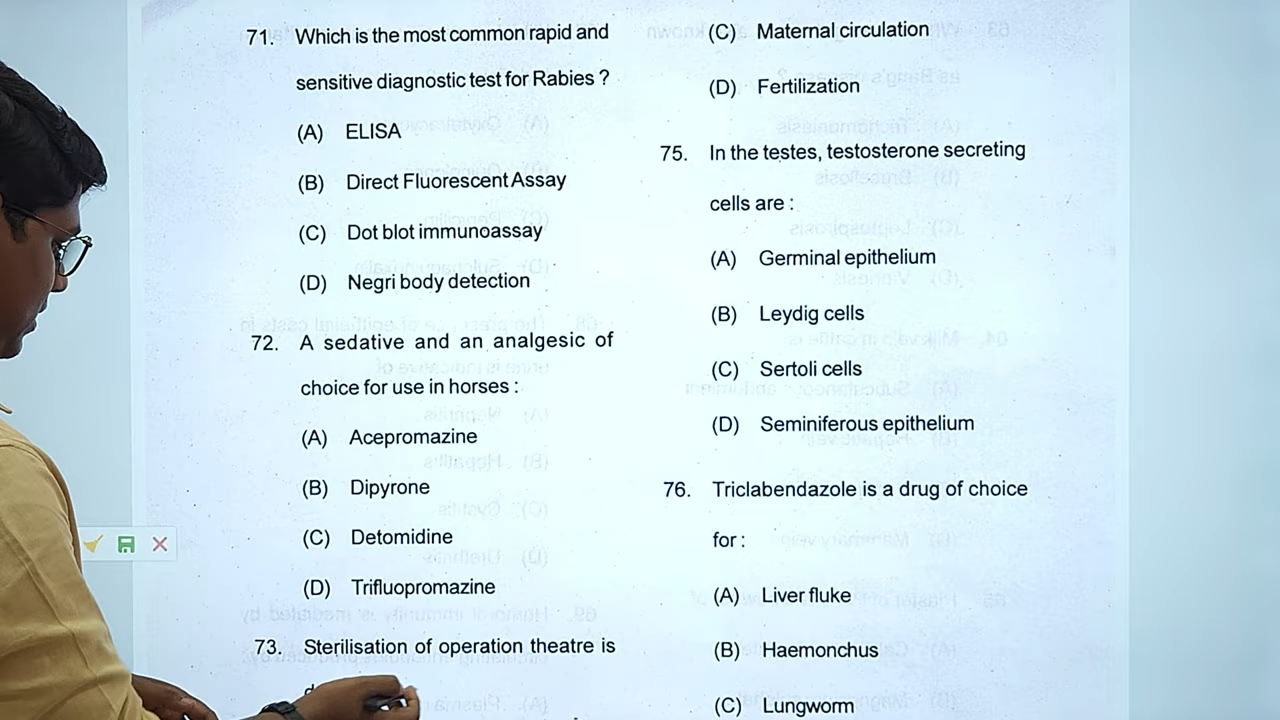 71. Which is the most common rapid and
sensitive diagnostic test for Rabies ?
(A) ELISA
(B) Direct Fluorescent Assay
(C) Dot blot immunoassay
(D) Negri body detection
72. A sedative and an analgesic of
choice for use in horses :
(A) Acepromazine
(B) Dipyrone
(C) Detomidine
(D) Trifluopromazine
73. Sterilisation of operation theatre is
(C) Maternal circulation
(D) Fertilization
75. In the testes, testosterone secreting
cells are :
(A) Germinal epithelium
(B) Leydig cells
(C) Sertoli cells
(D) Seminiferous epithelium
76. Triclabendazole is a drug of choice
for :
(A) Liver fluke
(B) Haemonchus
(C) Lungworm